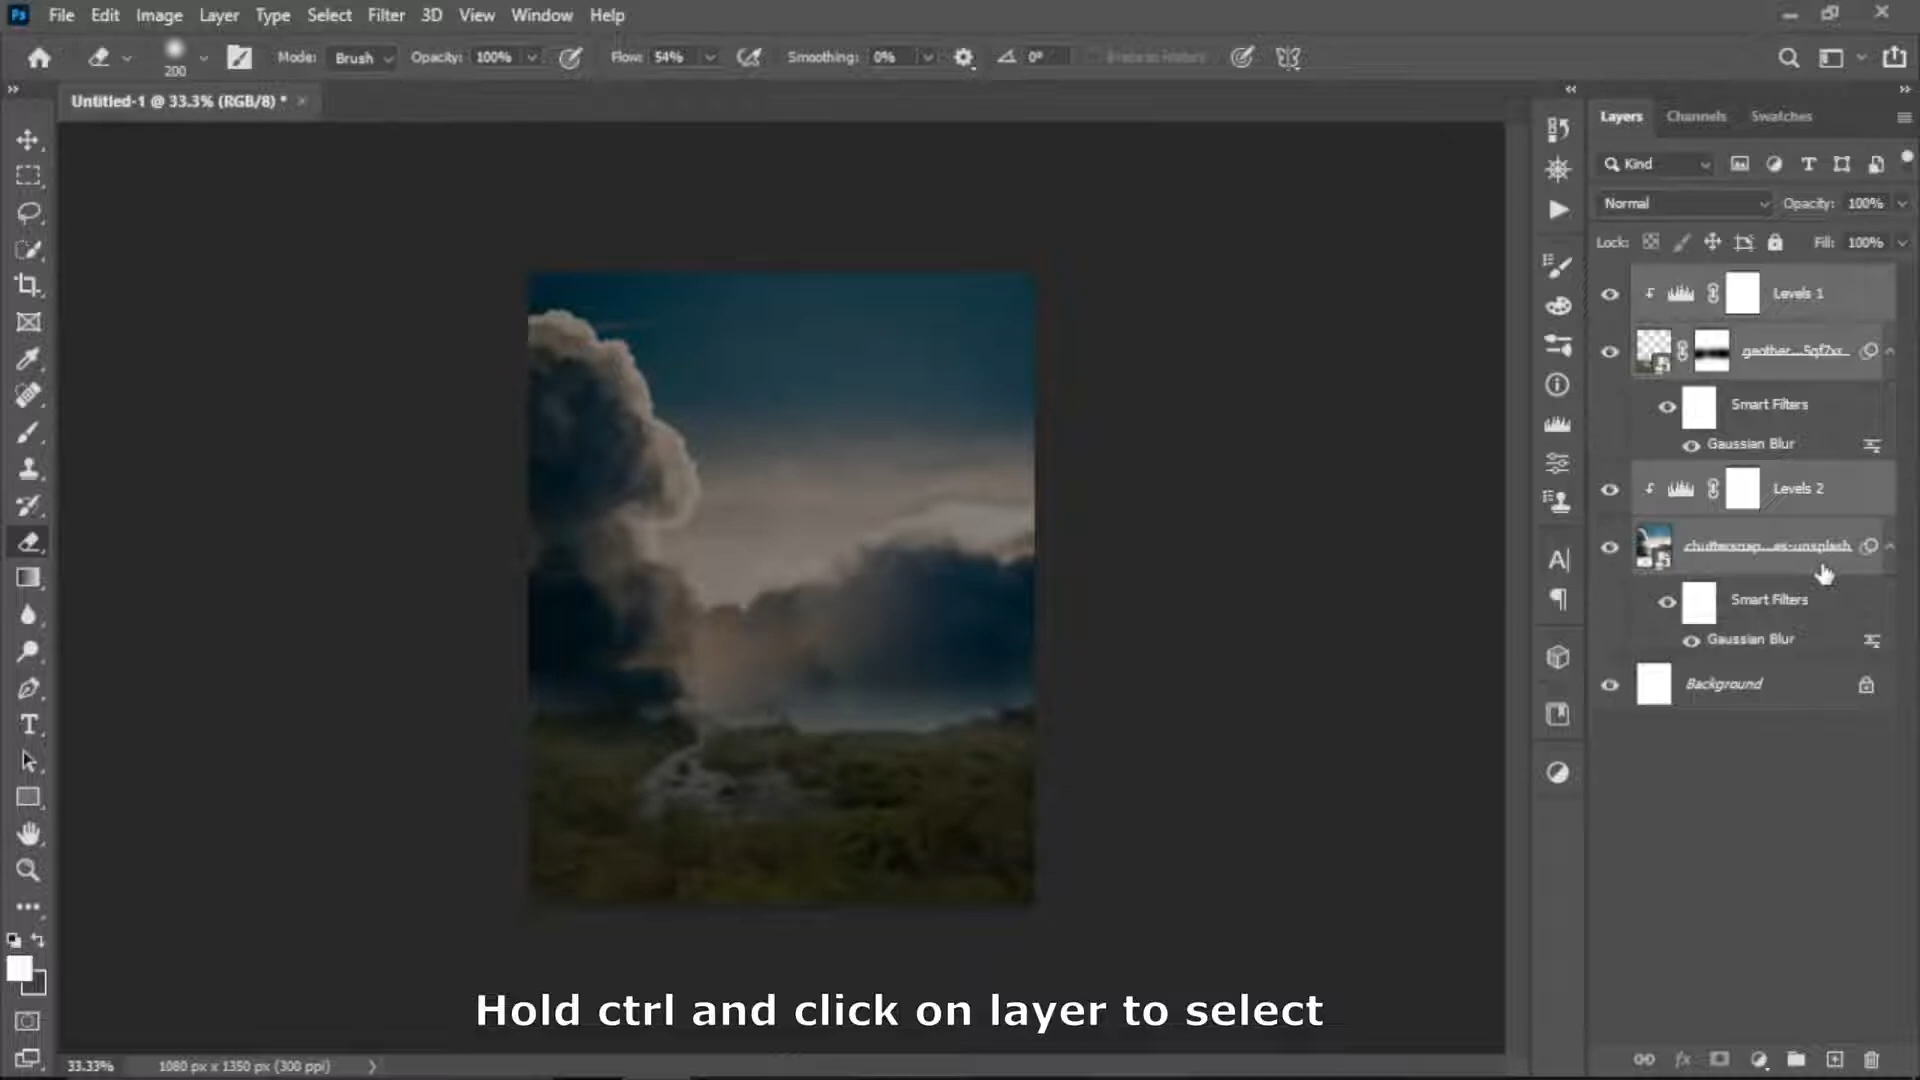 Ps File Edit Image Layer Type Select Filter 3D View Window Help
200 Mode: Brush Opacity: 100% Flow: 54% Smoothing: 0% 0°
Untitled-1 @ 33.3% (RGB/8) * ×
Layers Channels Swatches
Kind
Normal Opacity: 100%
Lock: Fill: 100%
Levels 1
Smart Filters
Gaussian Blur
Levels 2
Smart Filters
Gaussian Blur
Background
Hold ctrl and click on layer to select
33.33% 1080 px x 1350 px (300 ppi)